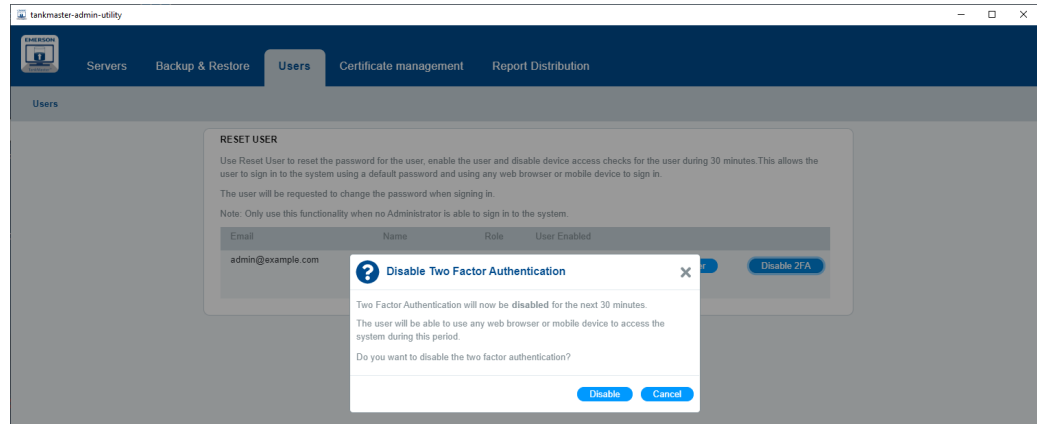 tankmaster-admin-utility
EMERSON
Servers Backup & Restore Users Certificate management Report Distribution
Users
RESET USER
Use Reset User to reset the password for the user, enable the user and disable device access checks for the user during 30 minutes.This allows the
user to sign in to the system using a default password and using any web browser or mobile device to sign in.
The user will be requested to change the password when signing in.
Note: Only use this functionality when no Administrator is able to sign in to the system.
Email Name Role User Enabled
admin@example.com Disable 2FA
Disable Two Factor Authentication
Two Factor Authentication will now be disabled for the next 30 minutes.
The user will be able to use any web browser or mobile device to access the
system during this period.
Do you want to disable the two factor authentication?
Disable Cancel